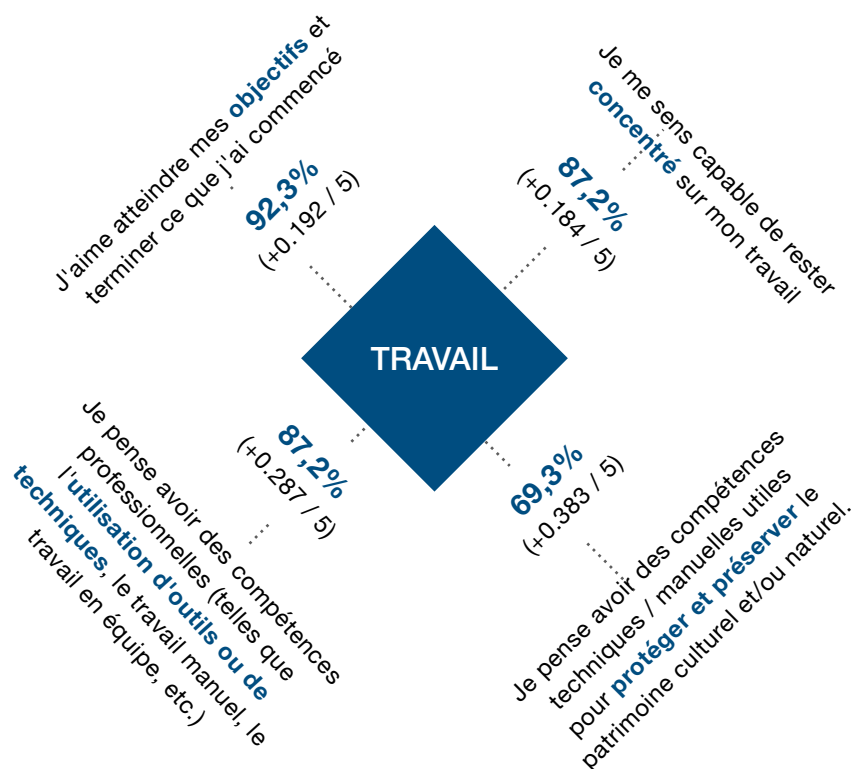 J'aime atteindre mes objectifs et
terminer ce que j'ai commencé
92,3%
(+0.192 / 5)
Je me sens capable de rester
concentré sur mon travail
87,2%
(+0.184 / 5)
TRAVAIL
Je pense avoir des compétences
professionnelles (telles que
l'utilisation d'outils ou de
techniques, le travail manuel, le
travail en équipe, etc.)
87,2%
(+0.287 / 5)
69,3%
(+0.383 / 5)
Je pense avoir des compétences
techniques / manuelles utiles
pour protéger et préserver le
patrimoine culturel et/ou naturel.